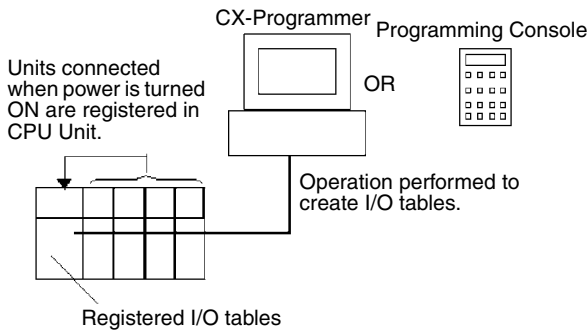 CX-Programmer
Programming Console
Units connected
when power is turned
ON are registered in
CPU Unit.
OR
Operation performed to
create I/O tables.
Registered I/O tables